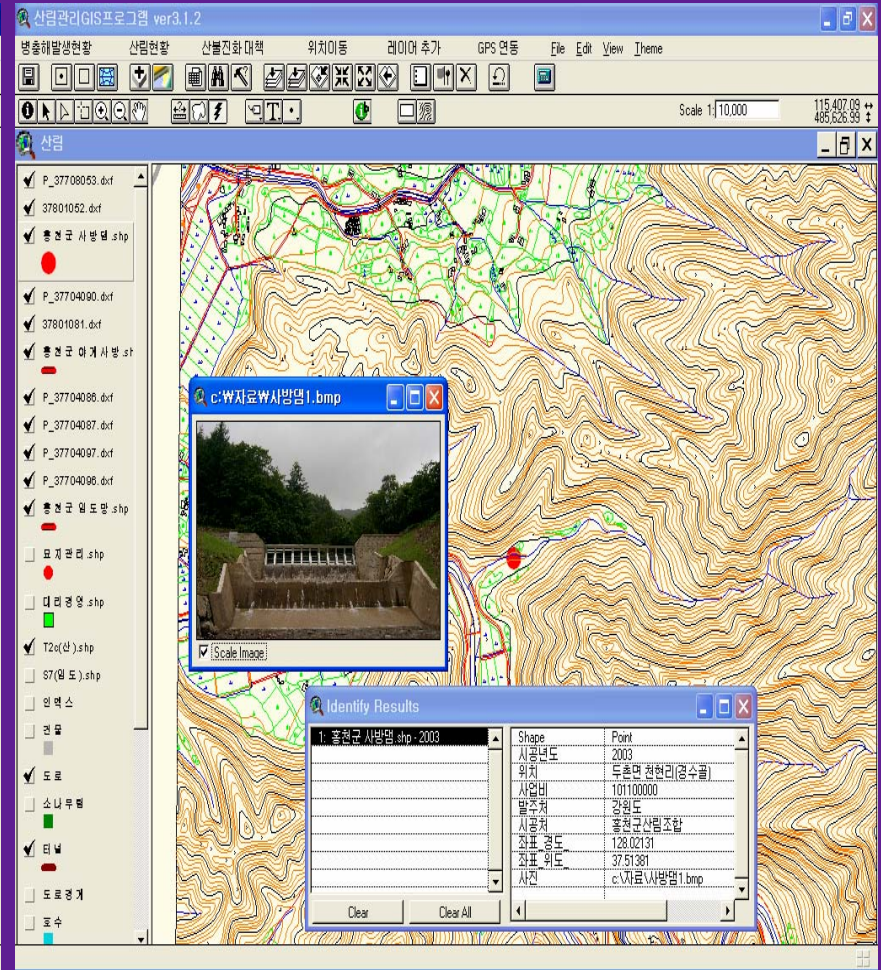 산림관리GIS프로그램 ver3.1.2
병충해발생현황 산림현황 산불진화대책 위치이동 레이어 추가 GPS 연동 File Edit View Theme
Scale 1: 10,000
115,407.09
485,626.99
산림
P_37708053.dxf
37801052.dxf
홍천군 사방댐.shp
P_37704090.dxf
37801081.dxf
홍천군 야계사방.sh
P_37704086.dxf
P_37704087.dxf
P_37704097.dxf
P_37704096.dxf
홍천군 임도망.shp
묘지관리.shp
대리경영.shp
T2c(산).shp
S7(임도).shp
인덱스
건물
도로
소나무림
터널
도로경계
호수
c:₩자료₩사방댐1.bmp
Scale Image
Identify Results
1: 홍천군 사방댐.shp - 2003
Shape Point
시공년도 2003
위치 두촌면 천현리(경수골)
사업비 101100000
발주처 강원도
시공처 홍천군산림조합
좌표_경도_ 128.02131
좌표_위도_ 37.51381
사진 c:\자료\사방댐1.bmp
Clear Clear All